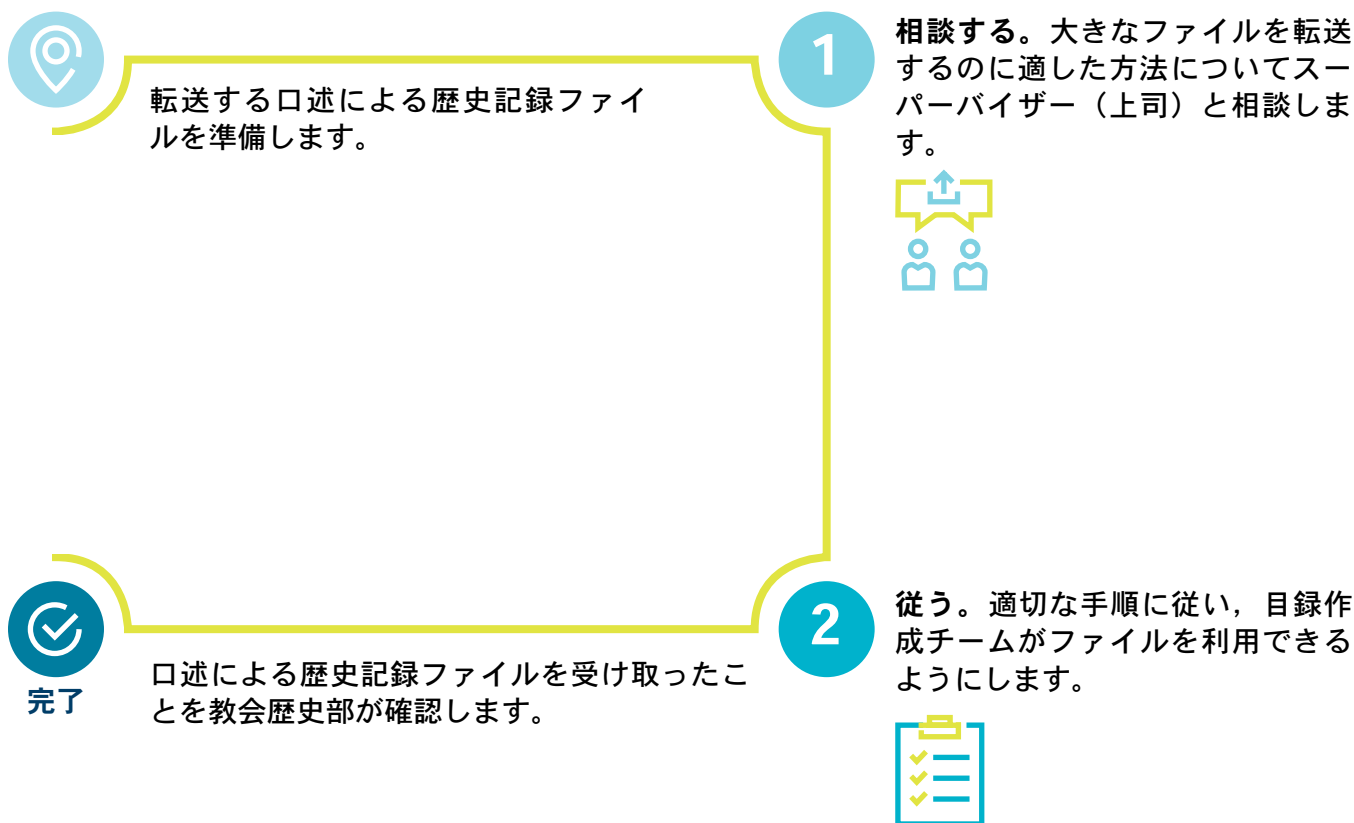 転送する口述による歴史記録ファイ
ルを準備します。
1
相談する。大きなファイルを転送
するのに適した方法についてスー
パーバイザー（上司）と相談しま
す。
2
従う。適切な手順に従い，目録作
成チームがファイルを利用できる
ようにします。
完了
口述による歴史記録ファイルを受け取ったこ
とを教会歴史部が確認します。